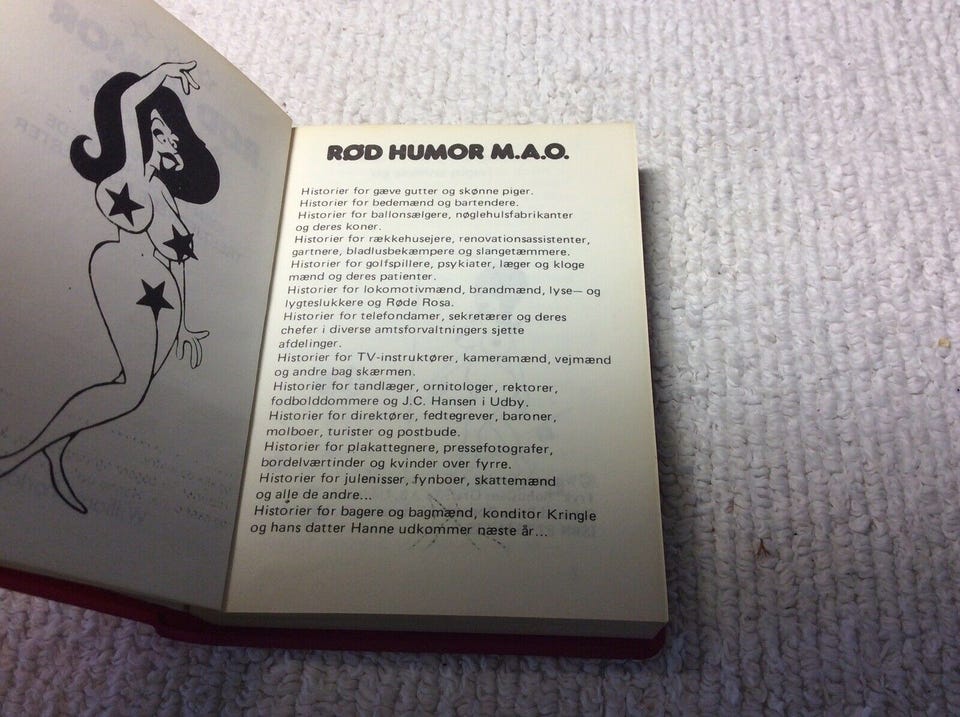 RØD HUMOR M.A.O.
Historier for gæve gutter og skønne piger.
Historier for bedemænd og bartendere.
Historier for ballonsælgere, nøglehulsfabrikanter
og deres koner.
Historier for rækkehusejere, renovationsassistenter,
gartnere, bladlusbekæmpere og slangetæmmere.
Historier for golfspillere, psykiater, læger og kloge
mænd og deres patienter.
Historier for lokomotivmænd, brandmænd, lyse— og
lygteslukkere og Røde Rosa.
Historier for telefondamer, sekretærer og deres
chefer i diverse amtsforvaltningers sjette
afdelinger.
Historier for TV-instruktører, kameramænd, vejmænd
og andre bag skærmen.
Historier for tandlæger, ornitologer, rektorer,
fodbolddommere og J.C. Hansen i Udby.
Historier for direktører, fedtegrever, baroner,
molboer, turister og postbude.
Historier for plakattegnere, pressefotografer,
bordelværtinder og kvinder over fyrre.
Historier for julenisser, fynboer, skattemænd
og alle de andre...
Historier for bagere og bagmænd, konditor Kringle
og hans datter Hanne udkommer næste år...